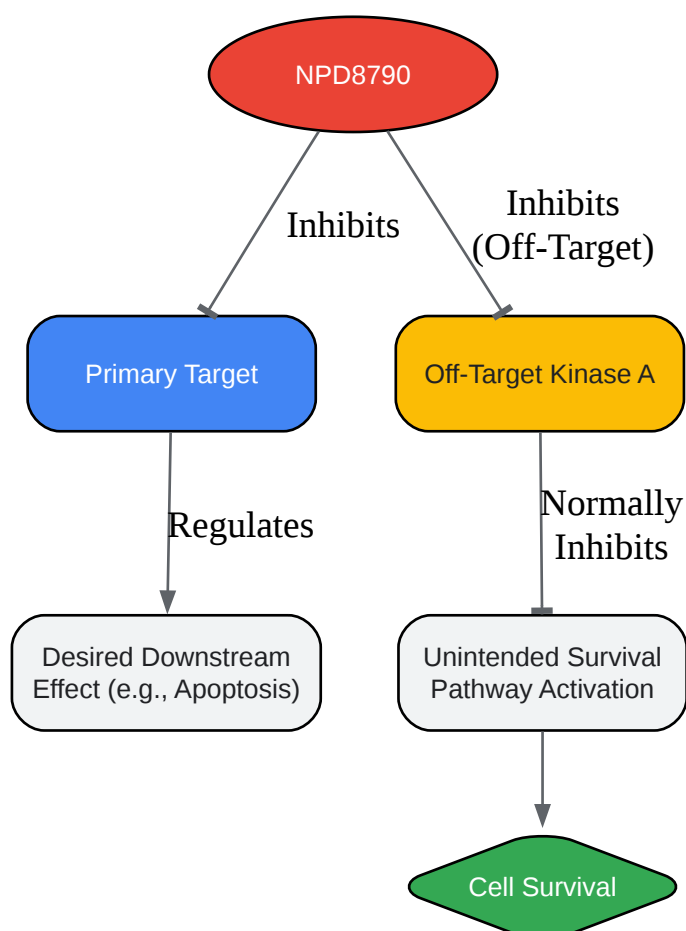 NPD8790
Inhibits
Inhibits
(Off-Target)
Primary Target
Off-Target Kinase A
Regulates
Normally
Inhibits
Desired Downstream
Effect (e.g., Apoptosis)
Unintended Survival
Pathway Activation
Cell Survival